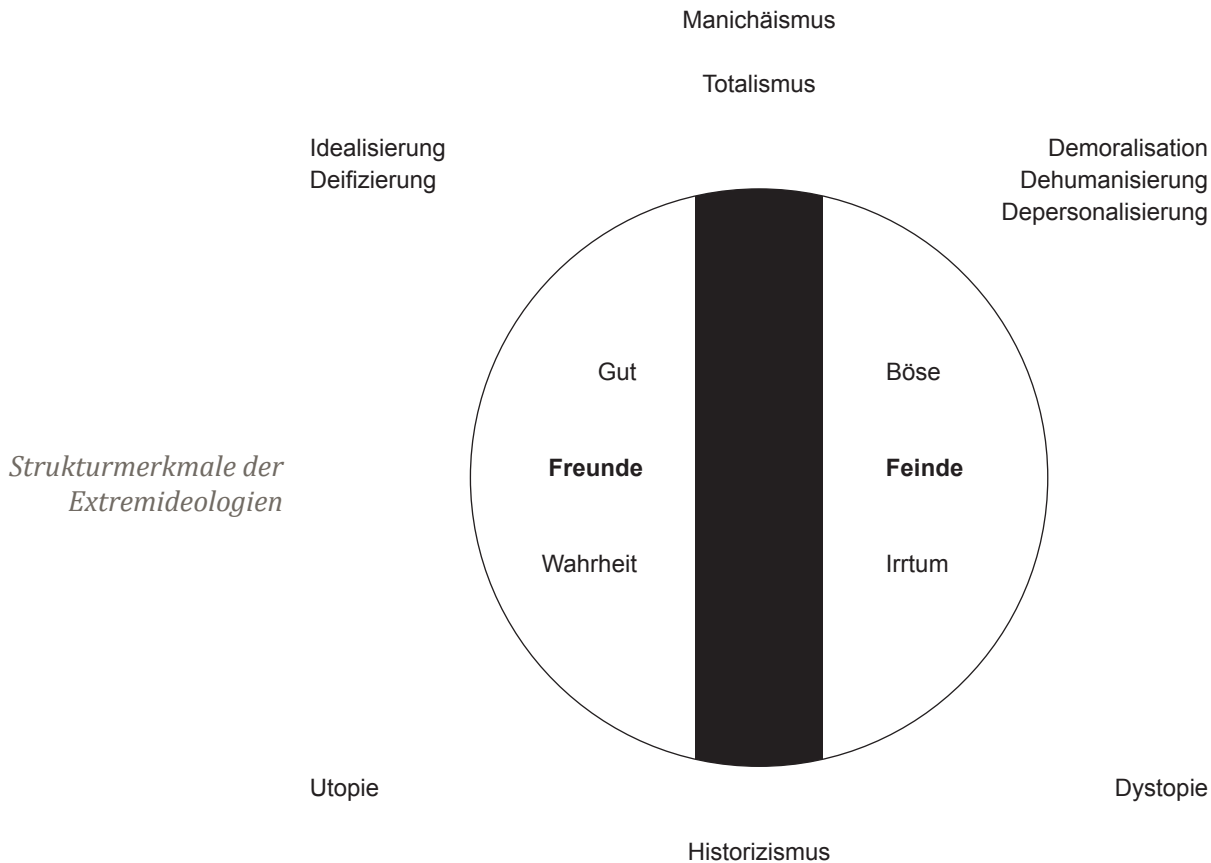 Manichäismus
Totalismus
Idealisierung
Deifizierung
Demoralisation
Dehumanisierung
Depersonalisierung
Gut
Böse
Strukturmerkmale der
Extremideologien
Freunde
Feinde
Wahrheit
Irrtum
Utopie
Dystopie
Historizismus